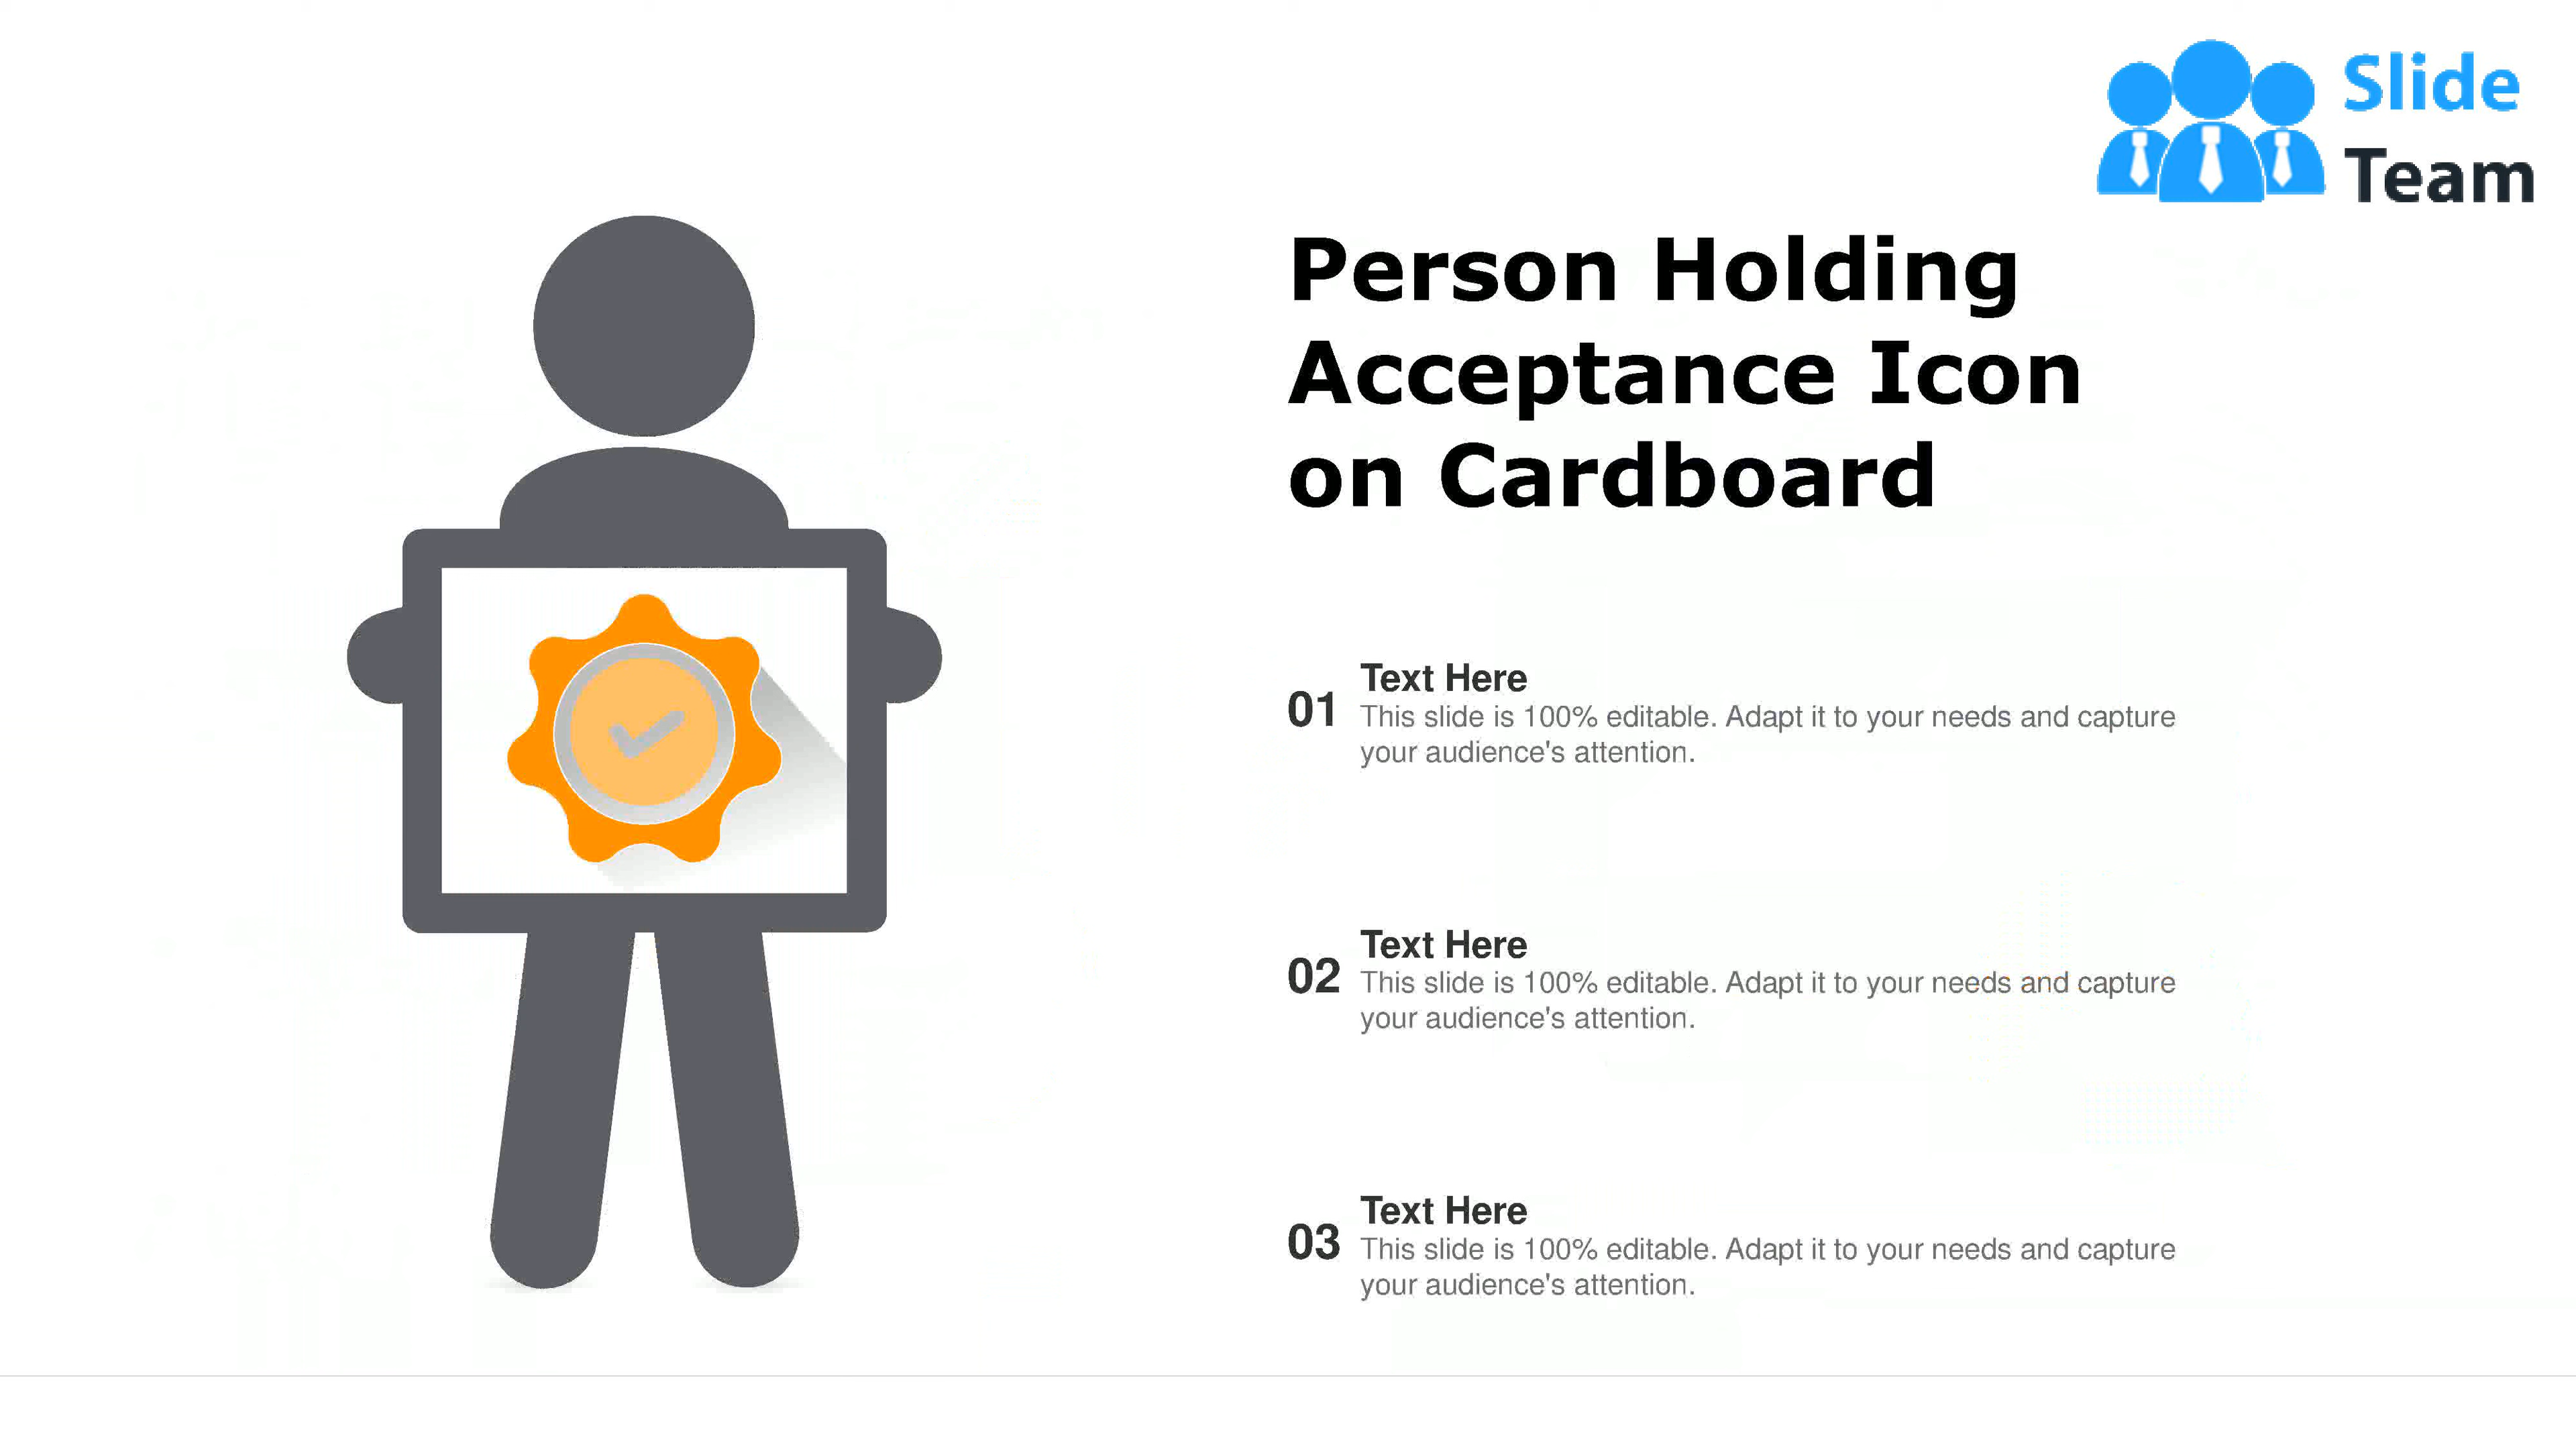 Slide
Team
Person Holding
Acceptance Icon
on Cardboard
01
Text Here
This slide is 100% editable. Adapt it to your needs and capture
your audience's attention.
02
Text Here
This slide is 100% editable. Adapt it to your needs and capture
your audience's attention.
03
Text Here
This slide is 100% editable. Adapt it to your needs and capture
your audience's attention.